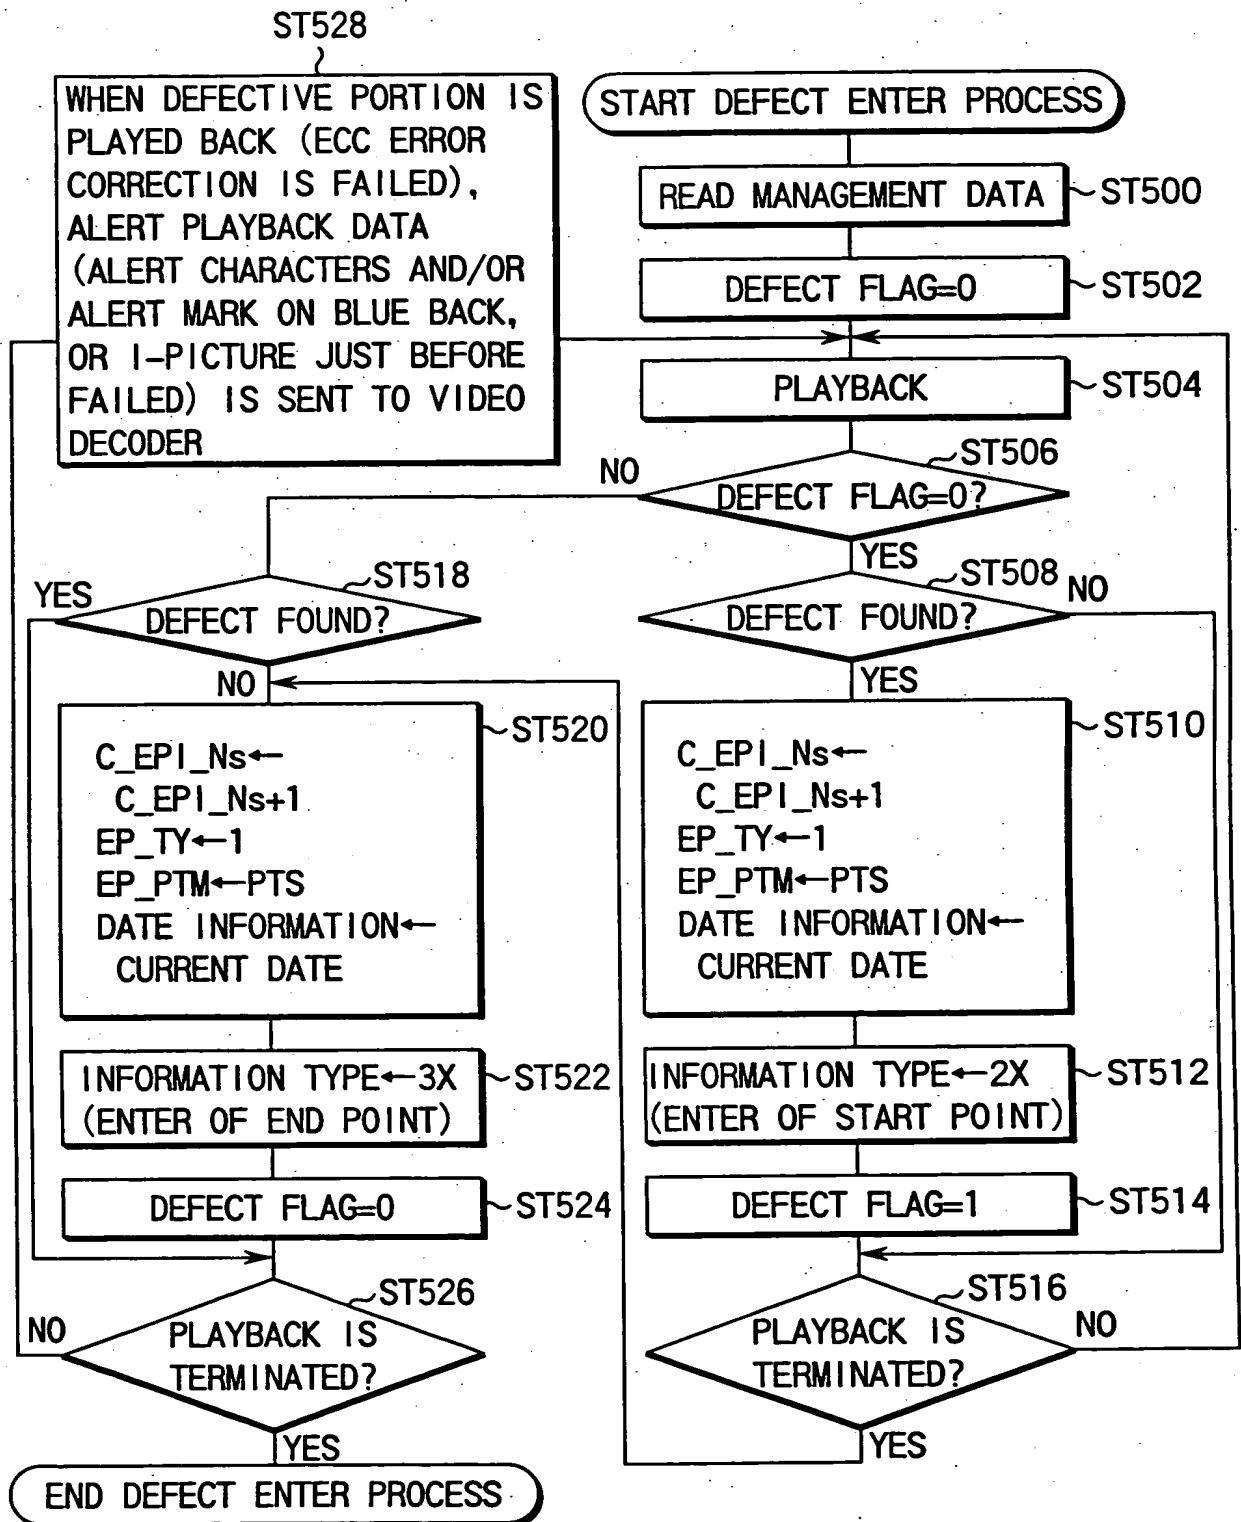 ST528
WHEN DEFECTIVE PORTION IS
PLAYED BACK (ECC ERROR
CORRECTION IS FAILED),
ALERT PLAYBACK DATA
(ALERT CHARACTERS AND/OR
ALERT MARK ON BLUE BACK,
OR I-PICTURE JUST BEFORE
FAILED) IS SENT TO VIDEO
DECODER
START DEFECT ENTER PROCESS
READ MANAGEMENT DATA
ST500
DEFECT FLAG=0
ST502
PLAYBACK
ST504
ST506
DEFECT FLAG=0?
NO
YES
ST518
YES
DEFECT FOUND?
NO
ST508
NO
DEFECT FOUND?
YES
ST520
C_EPI_Ns←
C_EPI_Ns+1
EP_TY←1
EP_PTM←PTS
DATE INFORMATION←
CURRENT DATE
ST510
C_EPI_Ns←
C_EPI_Ns+1
EP_TY←1
EP_PTM←PTS
DATE INFORMATION←
CURRENT DATE
INFORMATION TYPE←3X
(ENTER OF END POINT)
ST522
INFORMATION TYPE←2X
(ENTER OF START POINT)
ST512
DEFECT FLAG=0
ST524
DEFECT FLAG=1
ST514
ST526
NO
PLAYBACK IS
TERMINATED?
YES
ST516
NO
PLAYBACK IS
TERMINATED?
YES
END DEFECT ENTER PROCESS